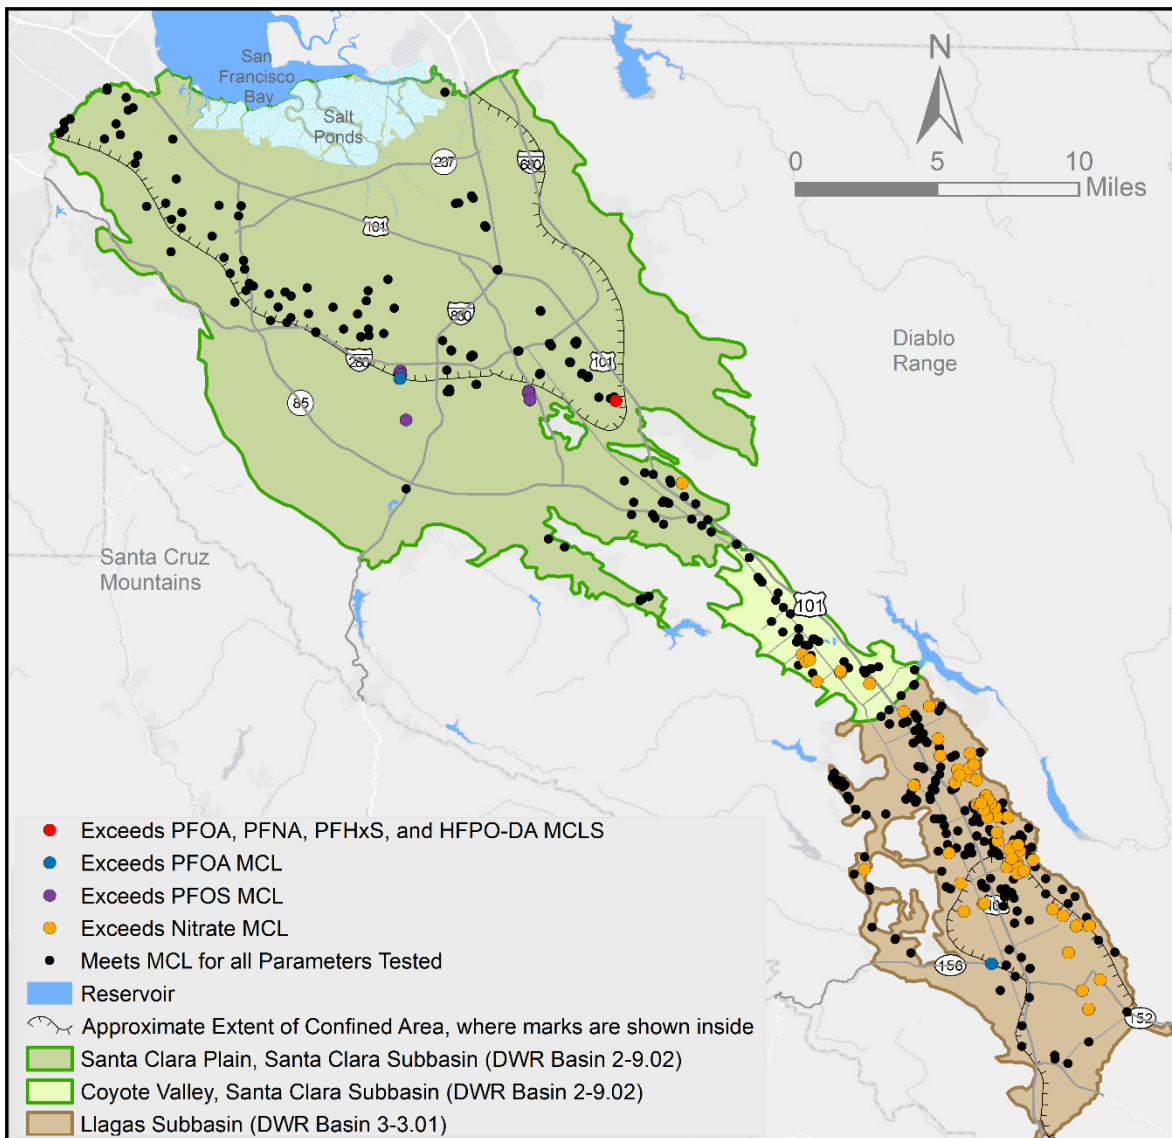 San
Francisco
Bay
Salt
Ponds
N
0 5 10
Miles
237
680
101
880
280
101
85
Diablo
Range
Santa Cruz
Mountains
101
156
152
Exceeds PFOA, PFNA, PFHxS, and HFPO-DA MCLS
Exceeds PFOA MCL
Exceeds PFOS MCL
Exceeds Nitrate MCL
Meets MCL for all Parameters Tested
Reservoir
Approximate Extent of Confined Area, where marks are shown inside
Santa Clara Plain, Santa Clara Subbasin (DWR Basin 2-9.02)
Coyote Valley, Santa Clara Subbasin (DWR Basin 2-9.02)
Llagas Subbasin (DWR Basin 3-3.01)